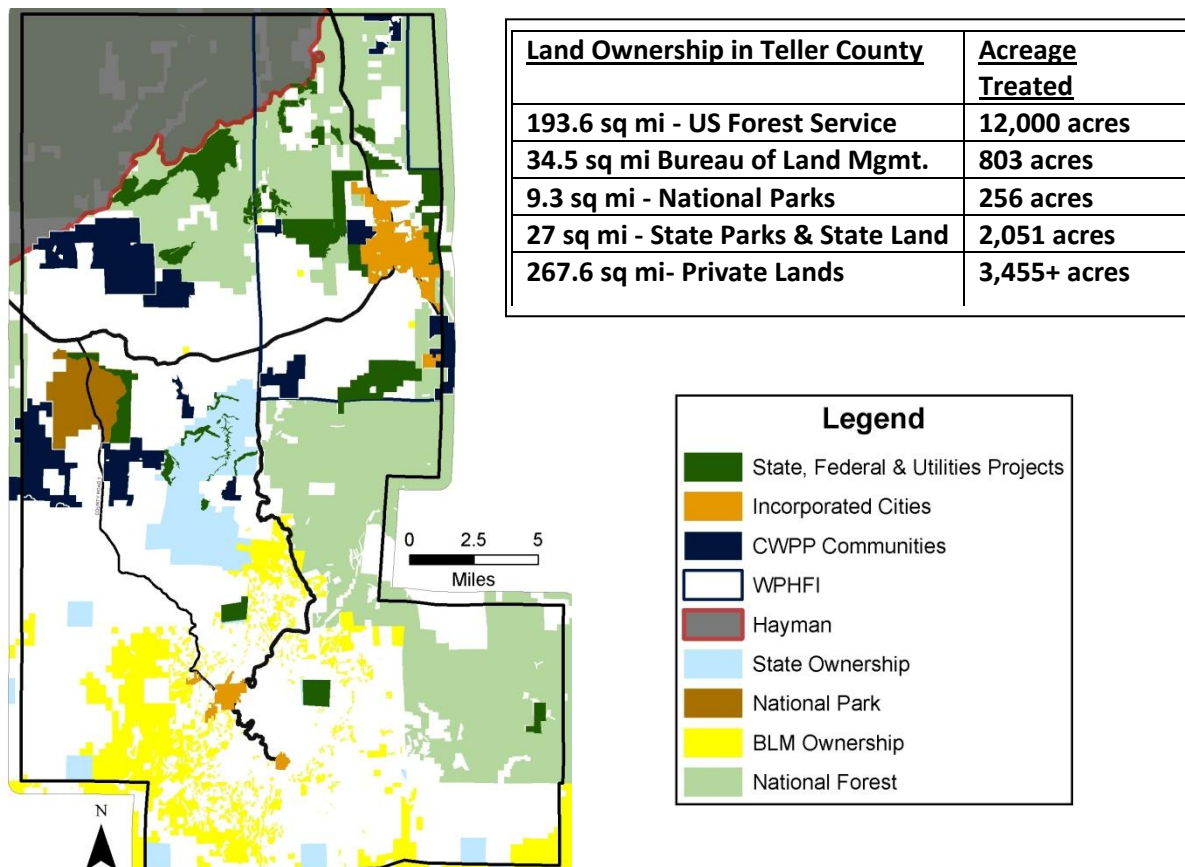 Land Ownership in Teller County
Acreage
Treated
193.6 sq mi - US Forest Service
12,000 acres
34.5 sq mi Bureau of Land Mgmt.
803 acres
9.3 sq mi - National Parks
256 acres
27 sq mi - State Parks & State Land
2,051 acres
267.6 sq mi- Private Lands
3,455+ acres
Legend
State, Federal & Utilities Projects
Incorporated Cities
CWPP Communities
WPHFI
Hayman
State Ownership
National Park
BLM Ownership
National Forest
0 2.5 5
Miles
N